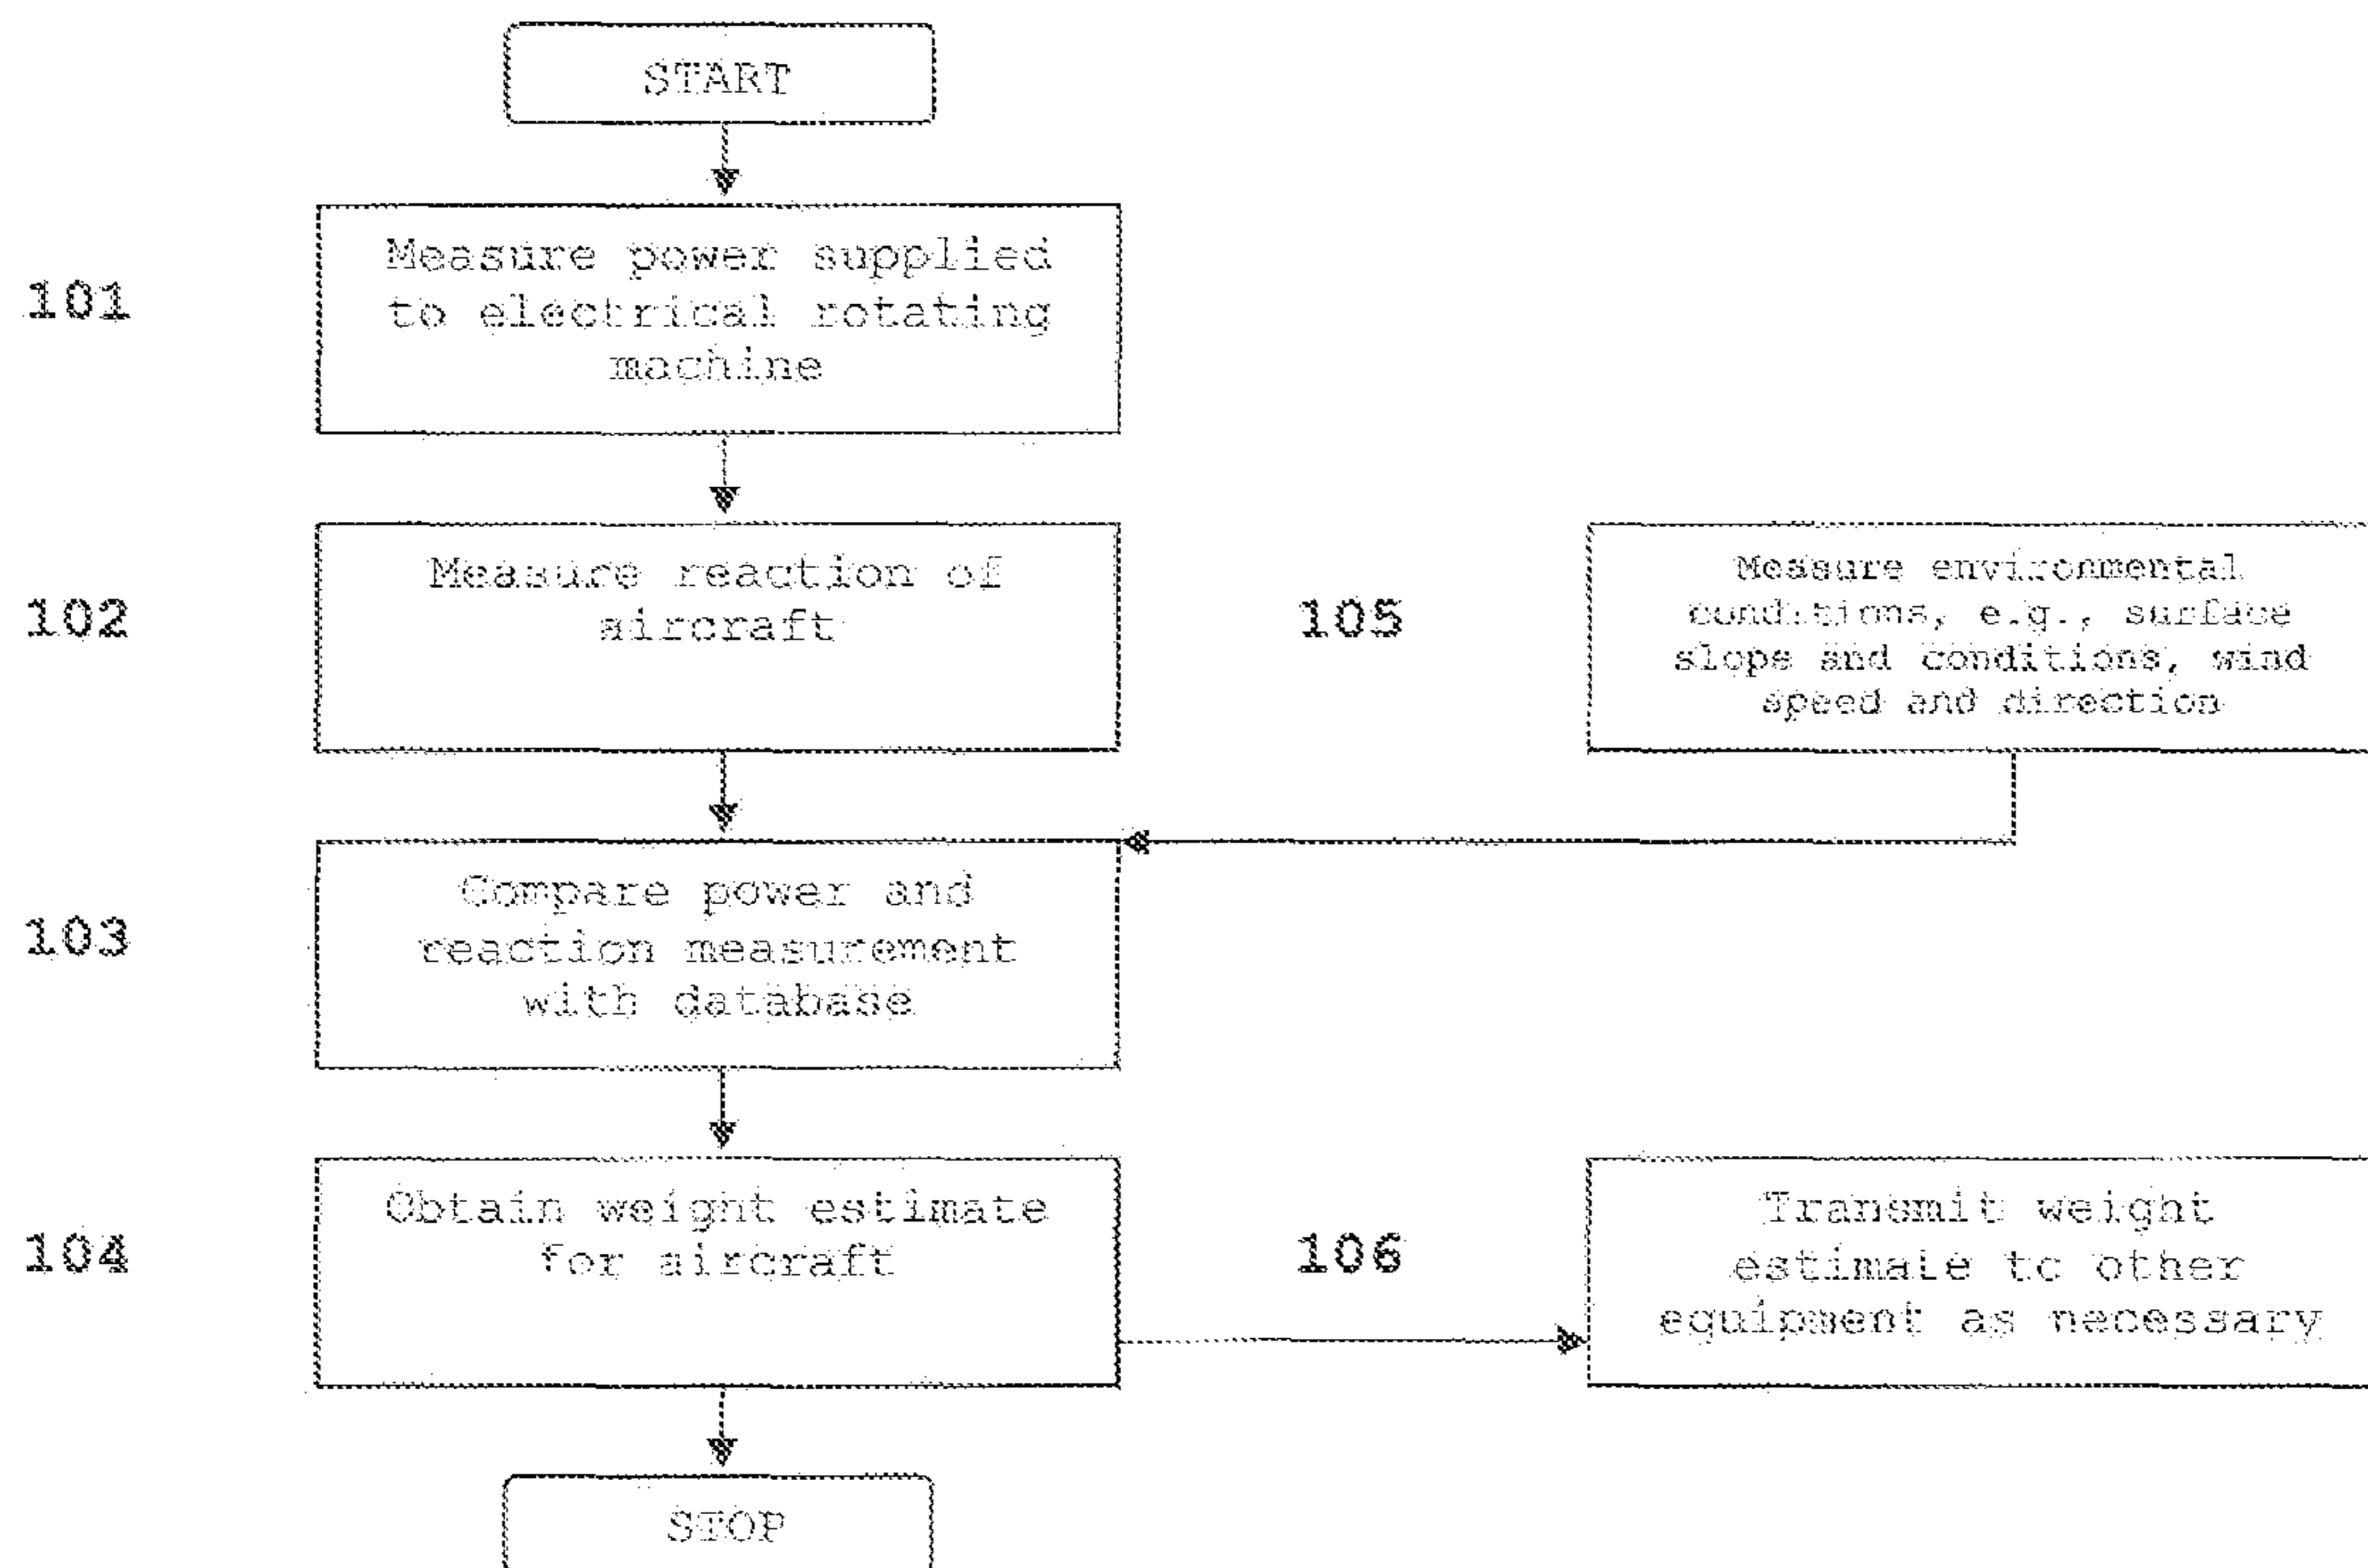 START
101
Measure power supplied
to electrical rotating
machine
102
Measure reaction of
aircraft
105
Measure environmental
conditions, e.g., surface
slope and conditions, wind
speed and direction
103
Compare power and
reaction measurement
with database
104
Obtain weight estimate
for aircraft
106
Transmit weight
estimate to other
equipment as necessary
STOP